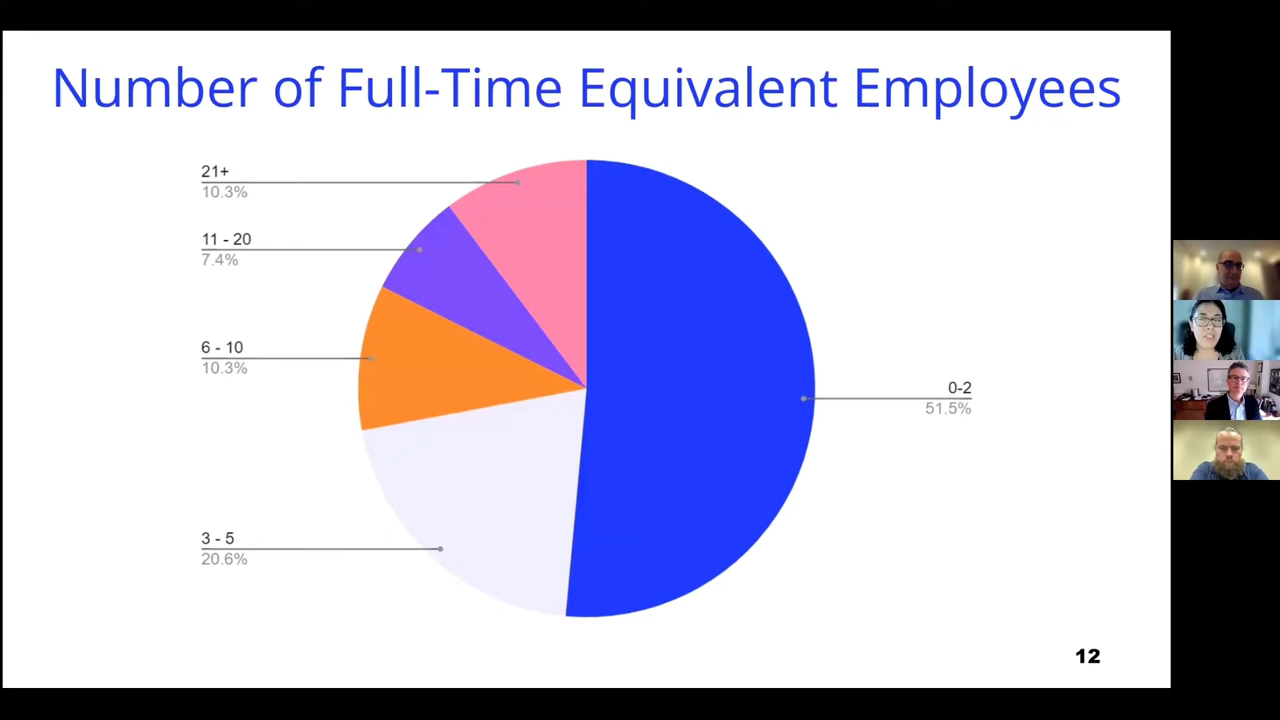 Number of Full-Time Equivalent Employees
21+
10.3%
11 - 20
7.4%
6 - 10
10.3%
3 - 5
20.6%
0-2
51.5%
12